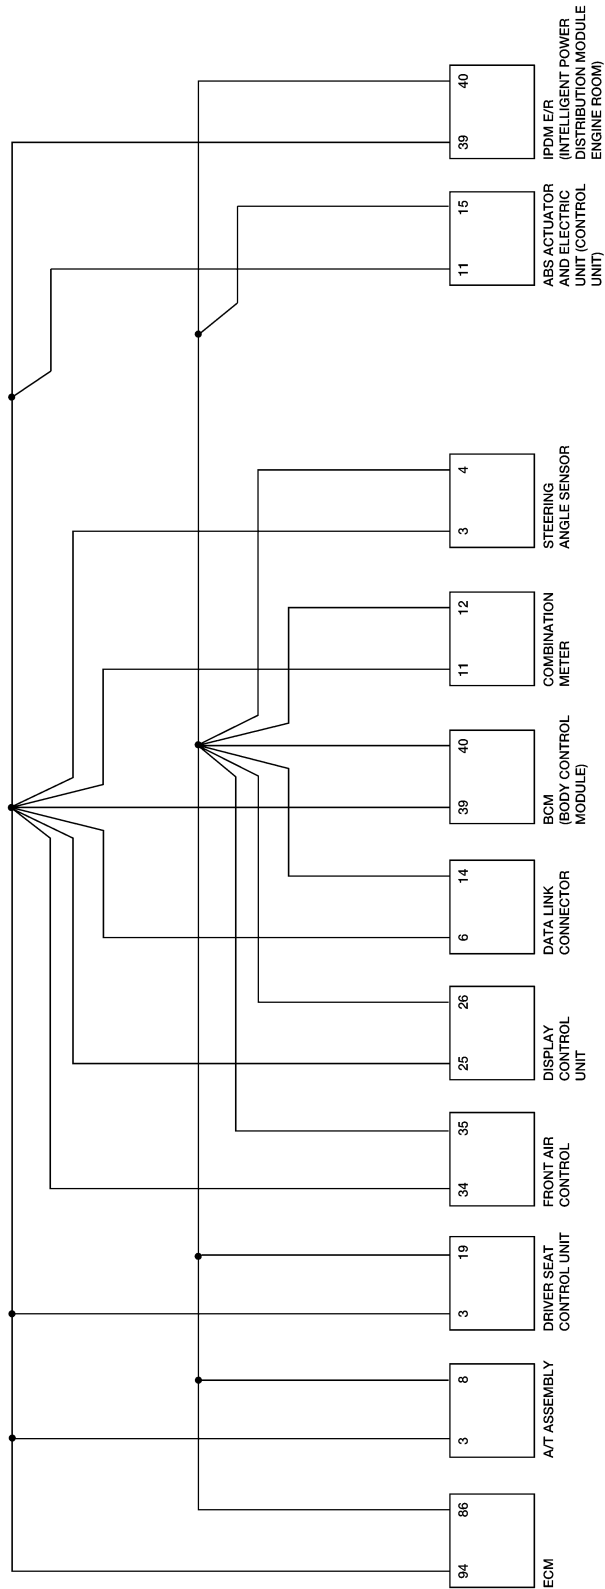 94
86
ECM
3
8
A/T ASSEMBLY
3
19
DRIVER SEAT
CONTROL UNIT
34
35
FRONT AIR
CONTROL
25
26
DISPLAY
CONTROL
UNIT
6
14
DATA LINK
CONNECTOR
39
40
BCM
(BODY CONTROL
MODULE)
11
12
COMBINATION
METER
3
4
STEERING
ANGLE SENSOR
11
15
ABS ACTUATOR
AND ELECTRIC
UNIT (CONTROL
UNIT)
39
40
IPDM E/R
(INTELLIGENT POWER
DISTRIBUTION MODULE
ENGINE ROOM)